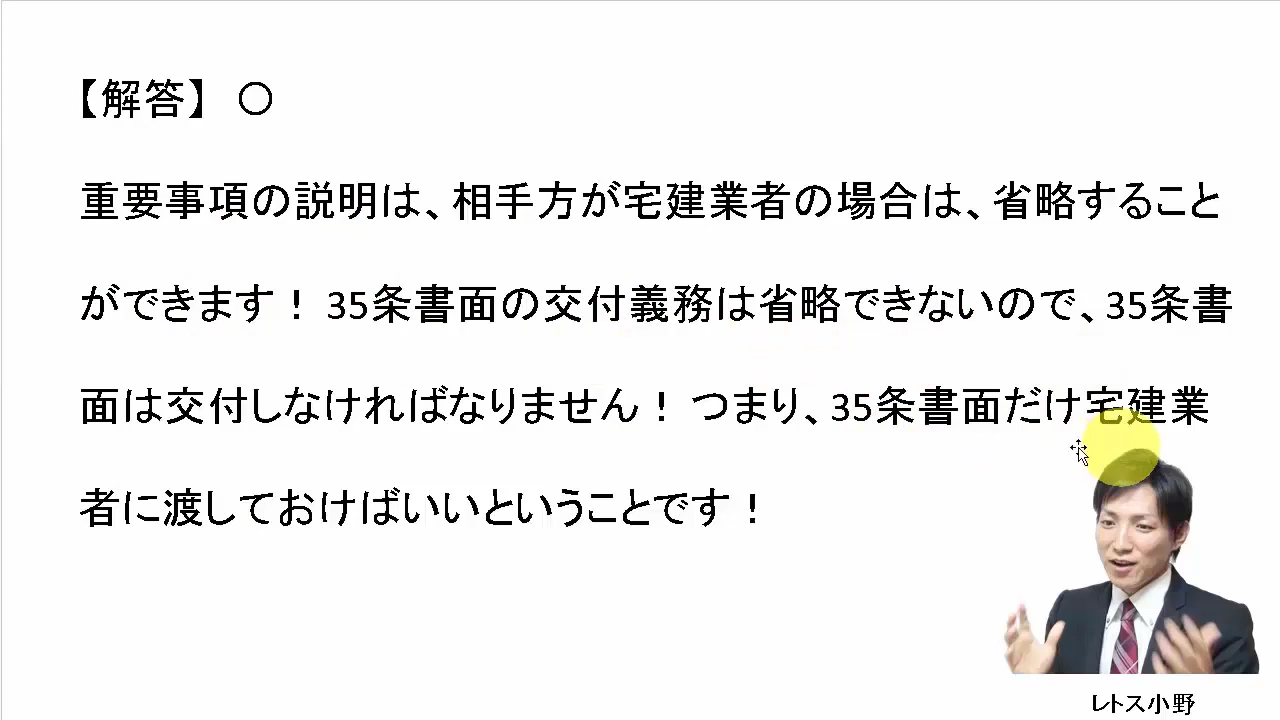 【解答】 〇
重要事項の説明は、相手方が宅建業者の場合は、省略すること
ができます！ 35条書面の交付義務は省略できないので、35条書
面は交付しなければなりません！ つまり、35条書面だけ宅建業
者に渡しておけばいいということです！
レトス小野